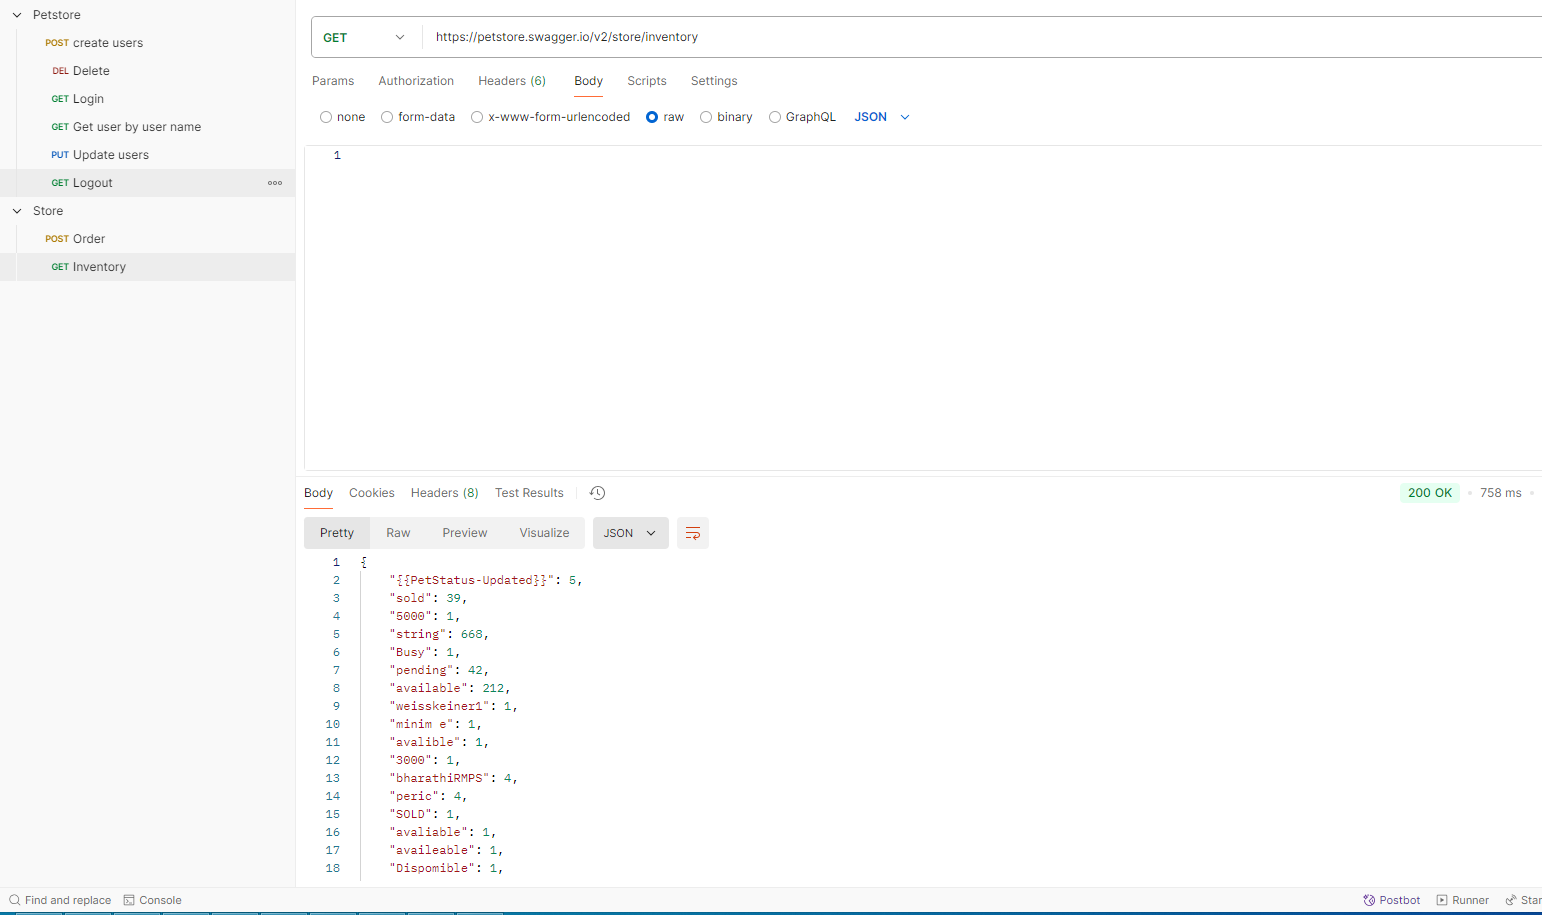 Petstore
POST create users
DEL Delete
GET Login
GET Get user by user name
PUT Update users
GET Logout
Store
POST Order
GET Inventory
GET https://petstore.swagger.io/v2/store/inventory
Params Authorization Headers (6) Body Scripts Settings
none form-data x-www-form-urlencoded raw binary GraphQL JSON
1
Body Cookies Headers (8) Test Results 200 OK 758 ms
Pretty Raw Preview Visualize JSON
1 {
2 "{{PetStatus-Updated}}": 5,
3 "sold": 39,
4 "5000": 1,
5 "string": 668,
6 "Busy": 1,
7 "pending": 42,
8 "available": 212,
9 "weisskeiner1": 1,
10 "minim e": 1,
11 "avalible": 1,
12 "3000": 1,
13 "bharathiRMPS": 4,
14 "peric": 4,
15 "SOLD": 1,
16 "avaliable": 1,
17 "availeable": 1,
18 "Dispomible": 1,
Find and replace Console Postbot Runner Star